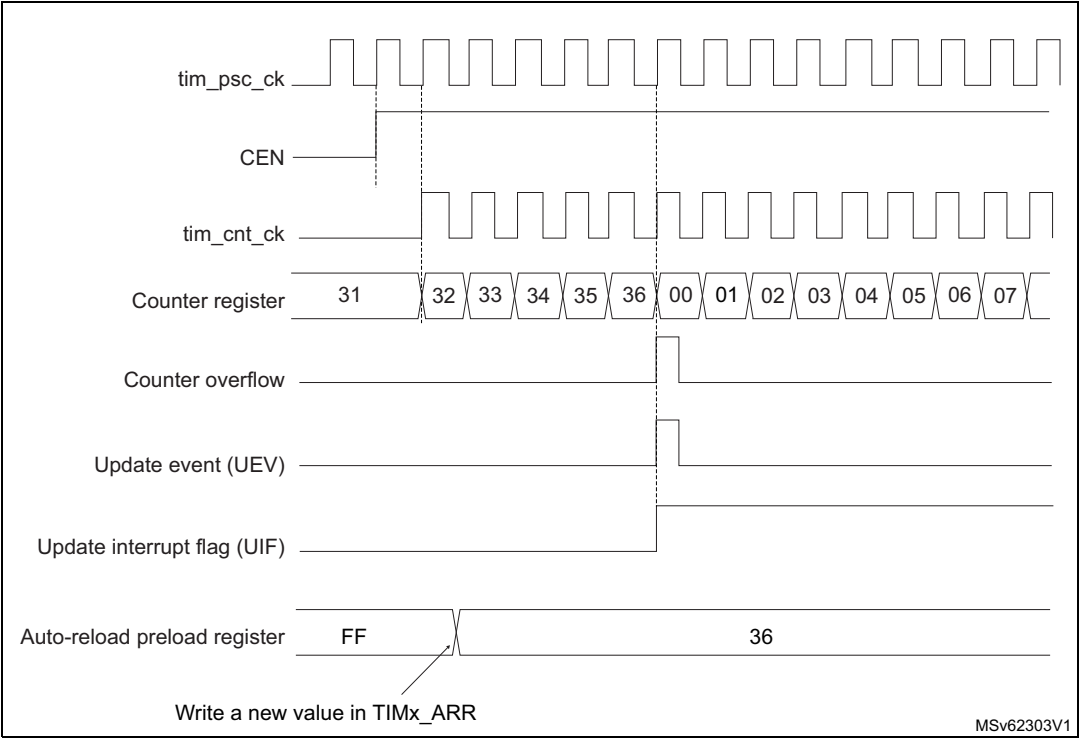 tim_psc_ck
CEN
tim_cnt_ck
Counter register 31 32 33 34 35 36 00 01 02 03 04 05 06 07
Counter overflow
Update event (UEV)
Update interrupt flag (UIF)
Auto-reload preload register FF 36
Write a new value in TIMx_ARR
MSv62303V1